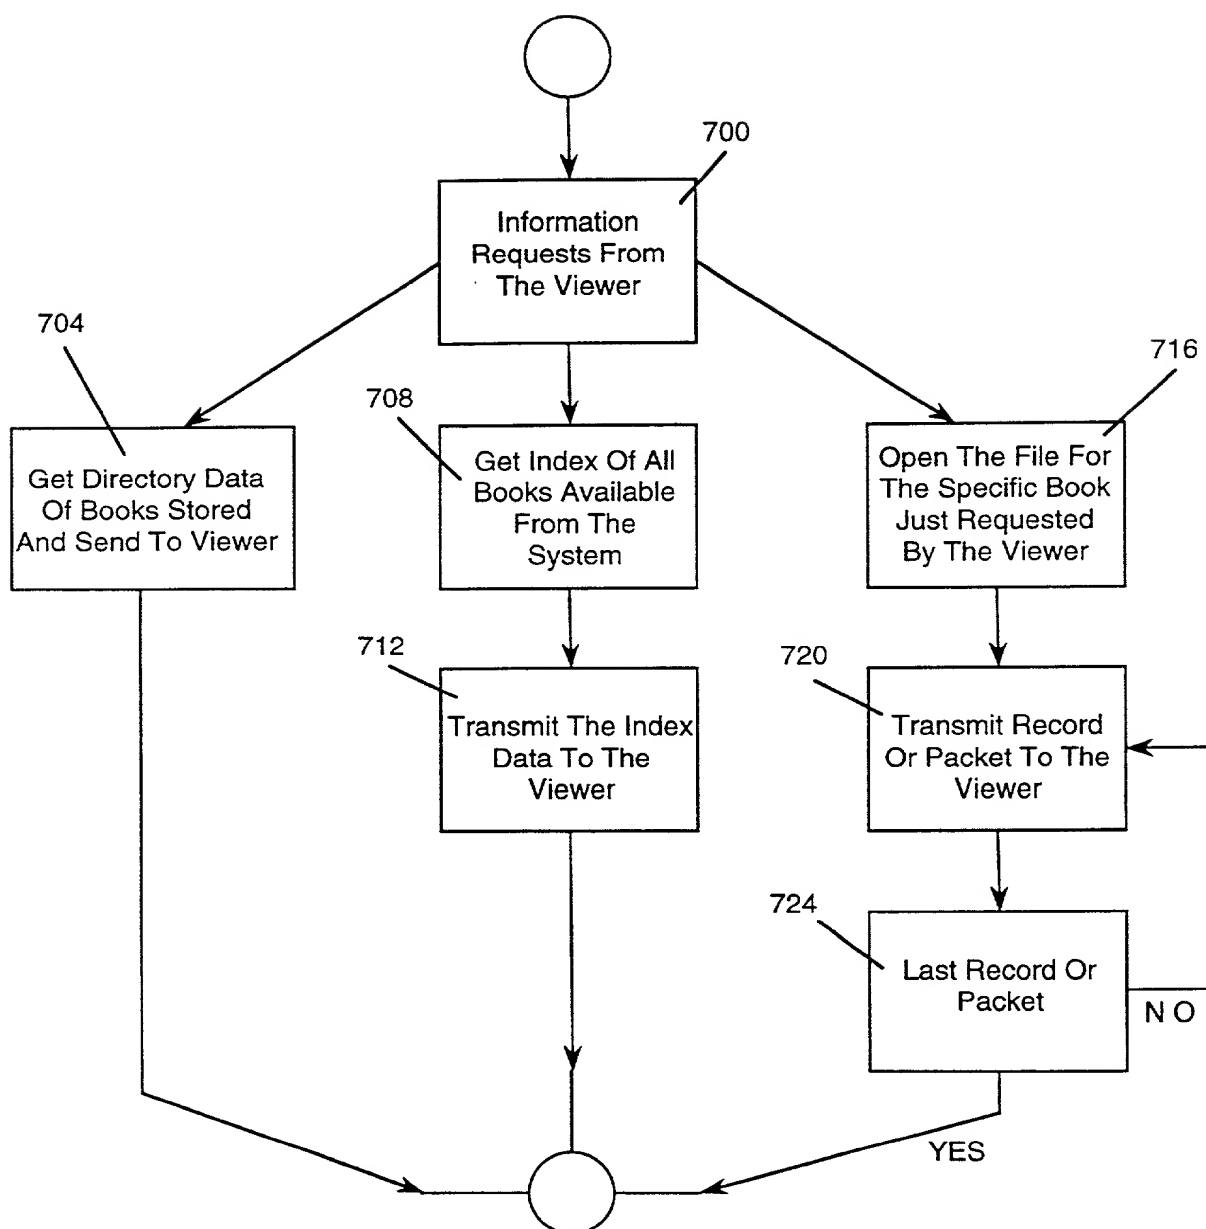 700
Information
Requests From
The Viewer
704
Get Directory Data
Of Books Stored
And Send To Viewer
708
Get Index Of All
Books Available
From The
System
716
Open The File For
The Specific Book
Just Requested
By The Viewer
712
Transmit The Index
Data To The
Viewer
720
Transmit Record
Or Packet To The
Viewer
724
Last Record Or
Packet
N O
YES